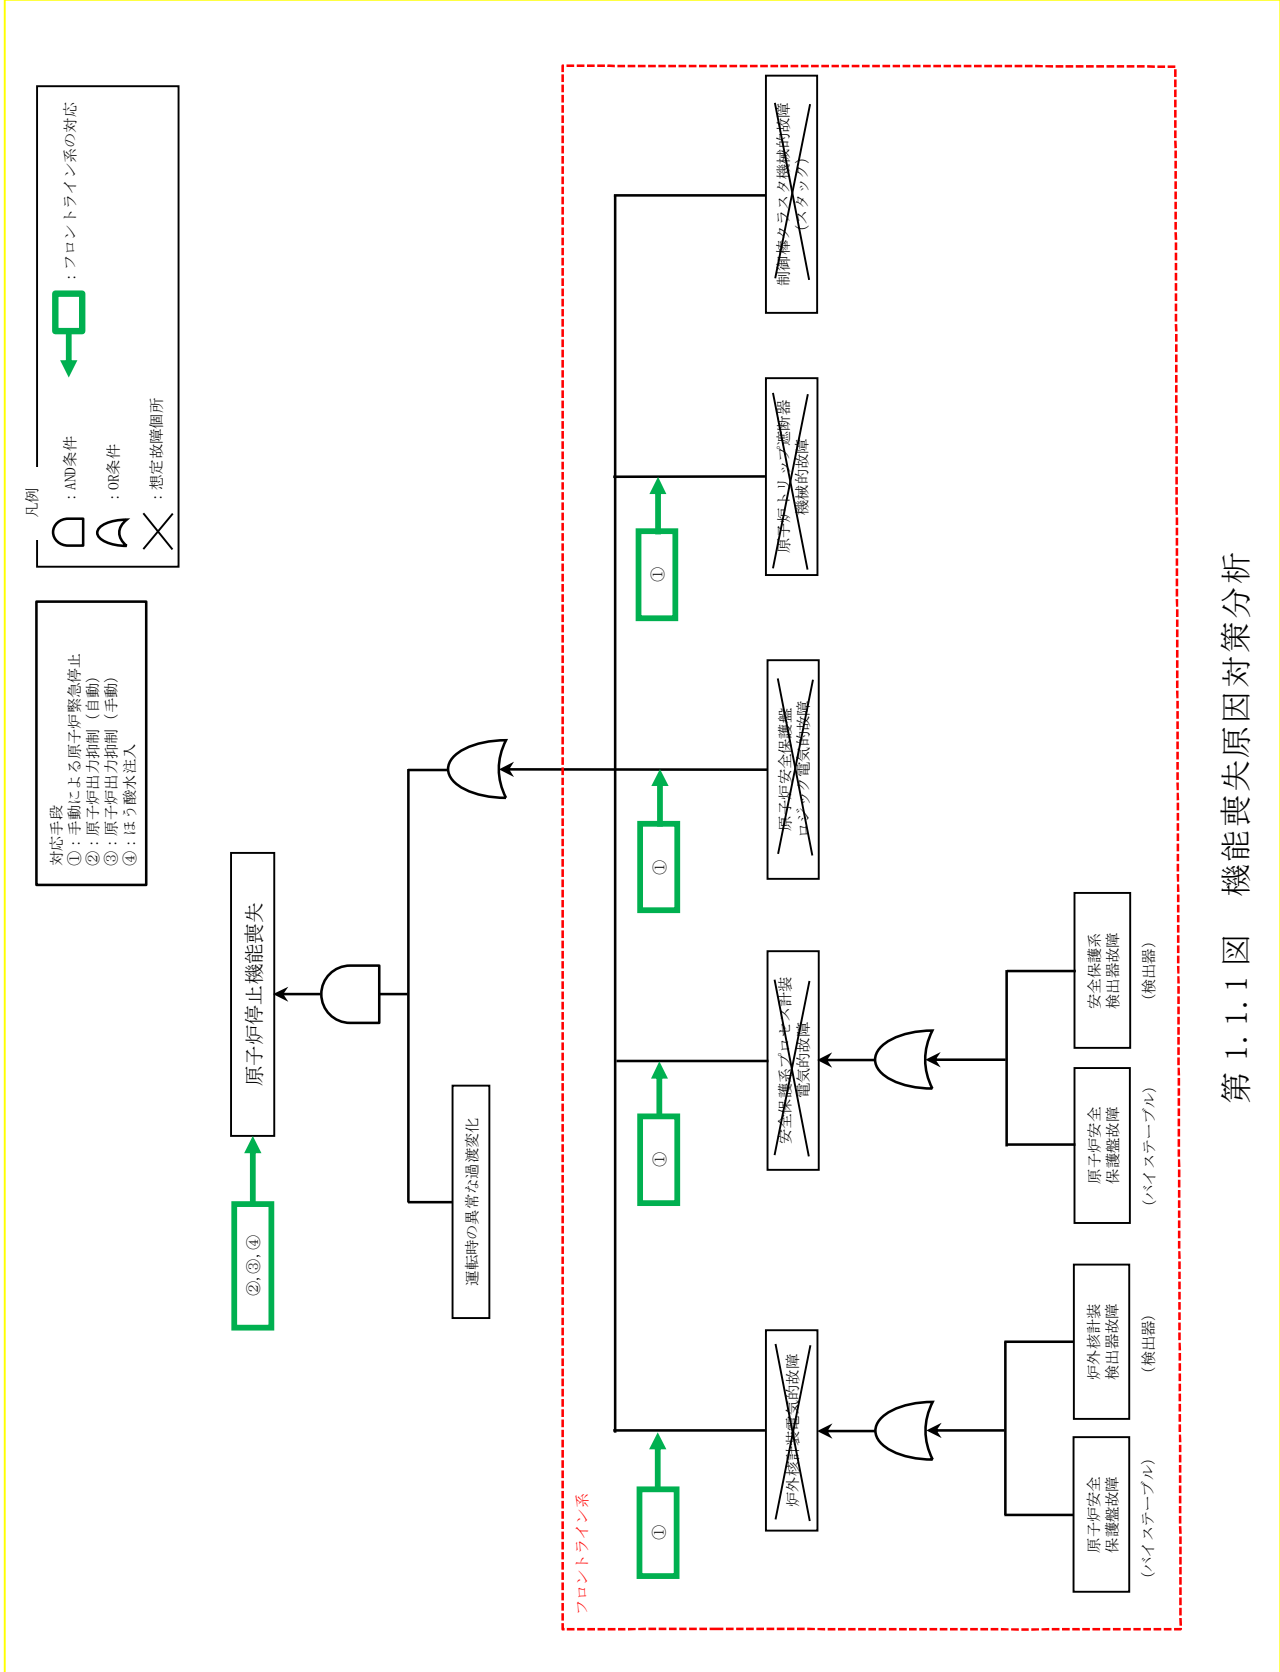 対応手段
①：手動による原子炉緊急停止
②：原子炉出力抑制（自動）
③：原子炉出力抑制（手動）
④：ほう酸水注入
凡例
：AND条件
：OR条件
：想定故障個所
：フロントライン系の対応
②,③,④
原子炉停止機能喪失
運転時の異常な過渡変化
フロントライン系
①
①
①
①
炉外核計装電気的故障
安全保護系プロセス計装
電気的故障
原子炉安全保護盤
ロジック電気的故障
原子炉トリップ遮断器
機械的故障
制御棒クラスタ機械的故障
(スタック)
原子炉安全
保護盤故障
(バイステーブル)
炉外核計装
検出器故障
(検出器)
原子炉安全
保護盤故障
(バイステーブル)
安全保護系
検出器故障
(検出器)
第 1.1.1 図　機能喪失原因対策分析